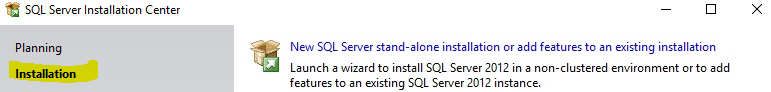 SQL Server Installation Center
Planning
Installation
New SQL Server stand-alone installation or add features to an existing installation
Launch a wizard to install SQL Server 2012 in a non-clustered environment or to add
features to an existing SQL Server 2012 instance.